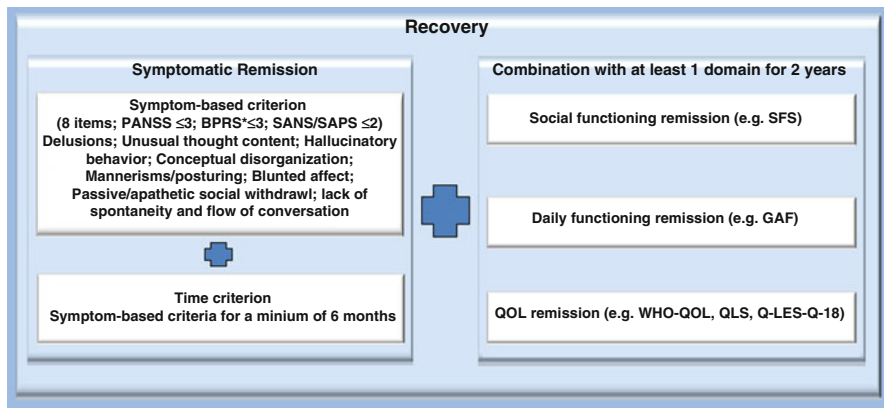 Recovery
Symptomatic Remission
Symptom-based criterion
(8 items; PANSS ≤3; BPRS*≤3; SANS/SAPS ≤2)
Delusions; Unusual thought content; Hallucinatory
behavior; Conceptual disorganization;
Mannerisms/posturing; Blunted affect;
Passive/apathetic social withdrawl; lack of
spontaneity and flow of conversation
Time criterion
Symptom-based criteria for a minium of 6 months
Combination with at least 1 domain for 2 years
Social functioning remission (e.g. SFS)
Daily functioning remission (e.g. GAF)
QOL remission (e.g. WHO-QOL, QLS, Q-LES-Q-18)